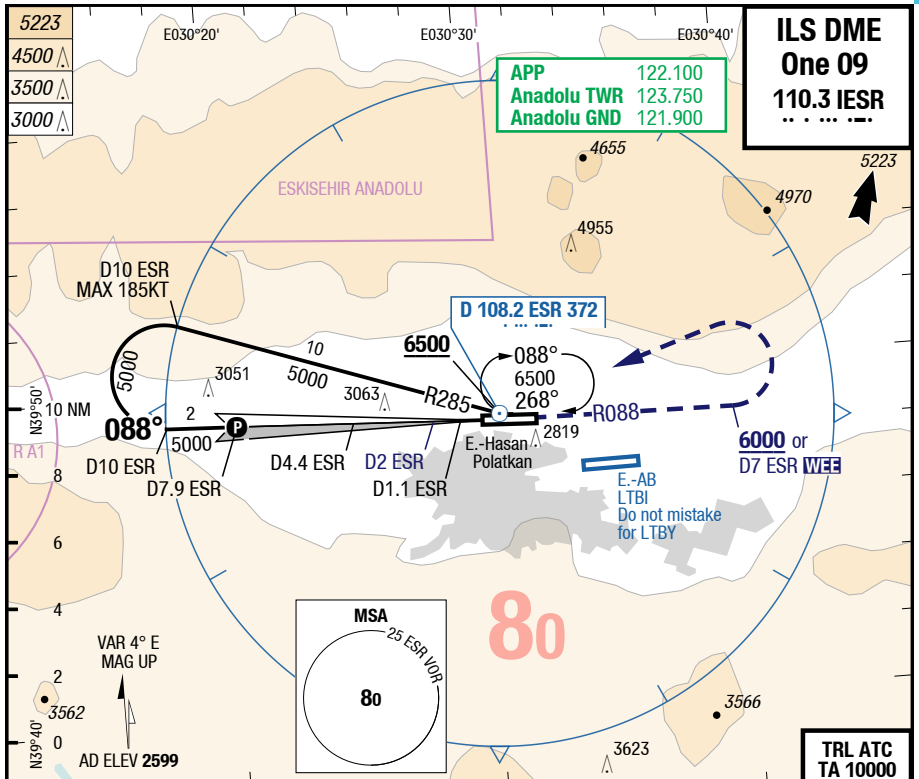 5223
4500
3500
3000
E030°20'
E030°30'
E030°40'
ILS DME
One 09
110.3 IESR
APP 122.100
Anadolu TWR 123.750
Anadolu GND 121.900
4655
5223
ESKISEHIR ANADOLU
4970
4955
D10 ESR
MAX 185KT
D 108.2 ESR 372
10
5000
6500
088°
6500
268°
5000
3051
3063
R285
R088
N39°50'
10 NM
088°
2
5000
P
2819
6000 or
D7 ESR WEE
R A1
D10 ESR
D4.4 ESR
D2 ESR
E.-Hasan
Polatkan
D7.9 ESR
D1.1 ESR
E.-AB
LTBI
Do not mistake
for LTBY
8
6
4
2
0
80
MSA
25 ESR VOR
80
VAR 4° E
MAG UP
3562
3566
N39°40'
AD ELEV 2599
3623
TRL ATC
TA 10000